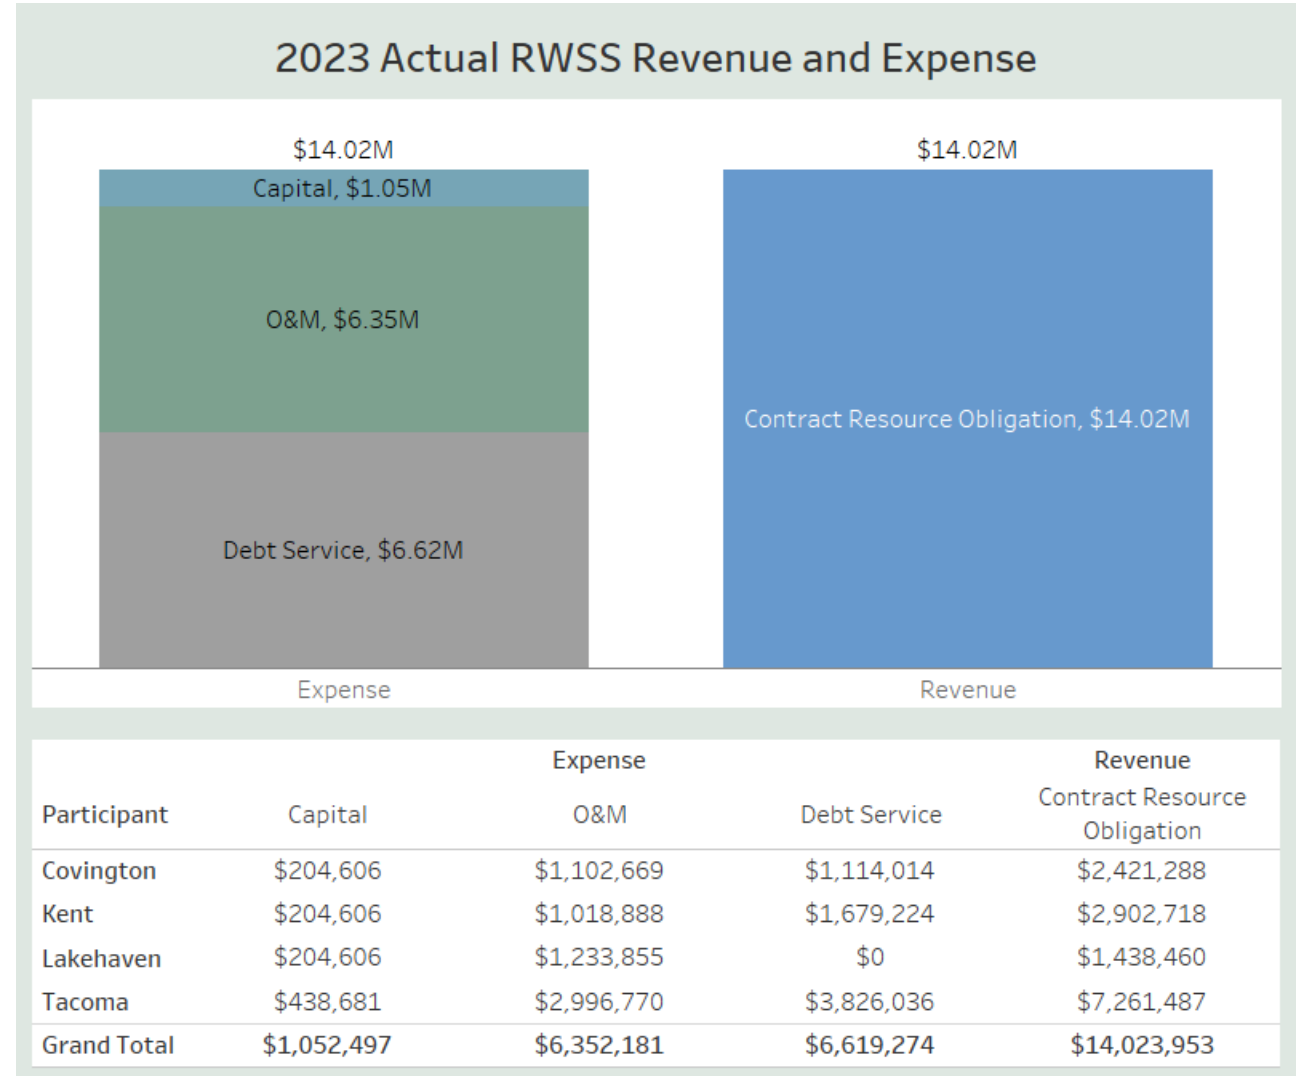 2023 Actual RWSS Revenue and Expense
$14.02M $14.02M
Capital, $1.05M
O&M, $6.35M
Contract Resource Obligation, $14.02M
Debt Service, $6.62M
Expense Revenue
Expense Revenue
Participant Capital O&M Debt Service Contract Resource
Obligation
Covington $204,606 $1,102,669 $1,114,014 $2,421,288
Kent $204,606 $1,018,888 $1,679,224 $2,902,718
Lakehaven $204,606 $1,233,855 $0 $1,438,460
Tacoma $438,681 $2,996,770 $3,826,036 $7,261,487
Grand Total $1,052,497 $6,352,181 $6,619,274 $14,023,953